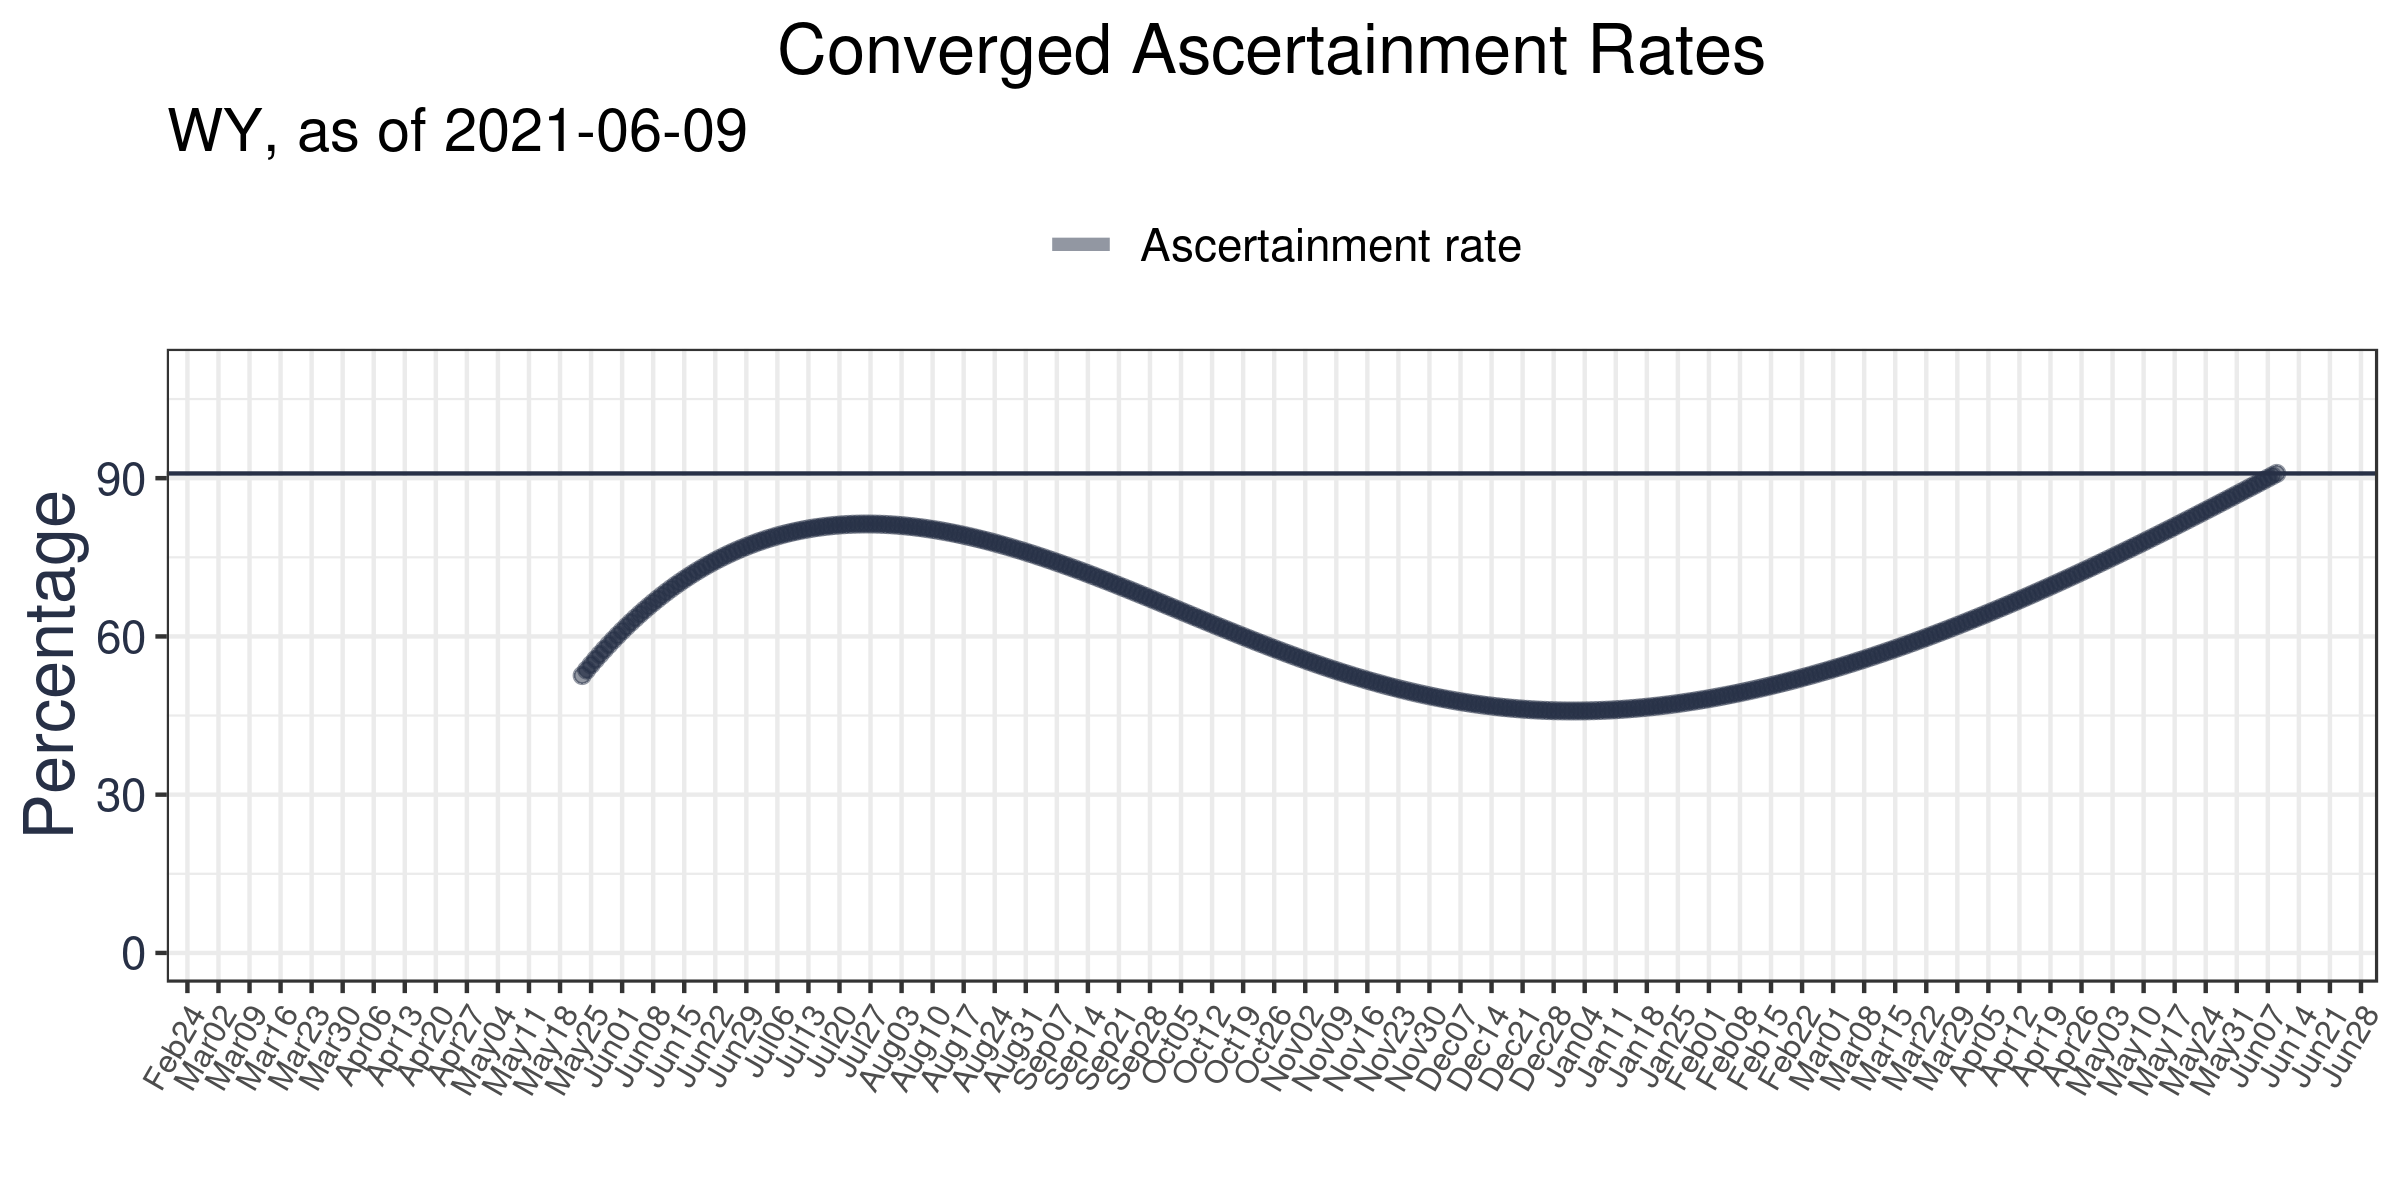 Converged Ascertainment Rates
WY, as of 2021-06-09
Ascertainment rate
Percentage
90
60
30
0
Feb24
Mar02
Mar09
Mar16
Mar23
Mar30
Apr06
Apr13
Apr20
Apr27
May04
May11
May18
May25
Jun01
Jun08
Jun15
Jun22
Jun29
Jul06
Jul13
Jul20
Jul27
Aug03
Aug10
Aug17
Aug24
Aug31
Sep07
Sep14
Sep21
Sep28
Oct05
Oct12
Oct19
Oct26
Nov02
Nov09
Nov16
Nov23
Nov30
Dec07
Dec14
Dec21
Dec28
Jan04
Jan11
Jan18
Jan25
Feb01
Feb08
Feb15
Feb22
Mar01
Mar08
Mar15
Mar22
Mar29
Apr05
Apr12
Apr19
Apr26
May03
May10
May17
May24
May31
Jun07
Jun14
Jun21
Jun28